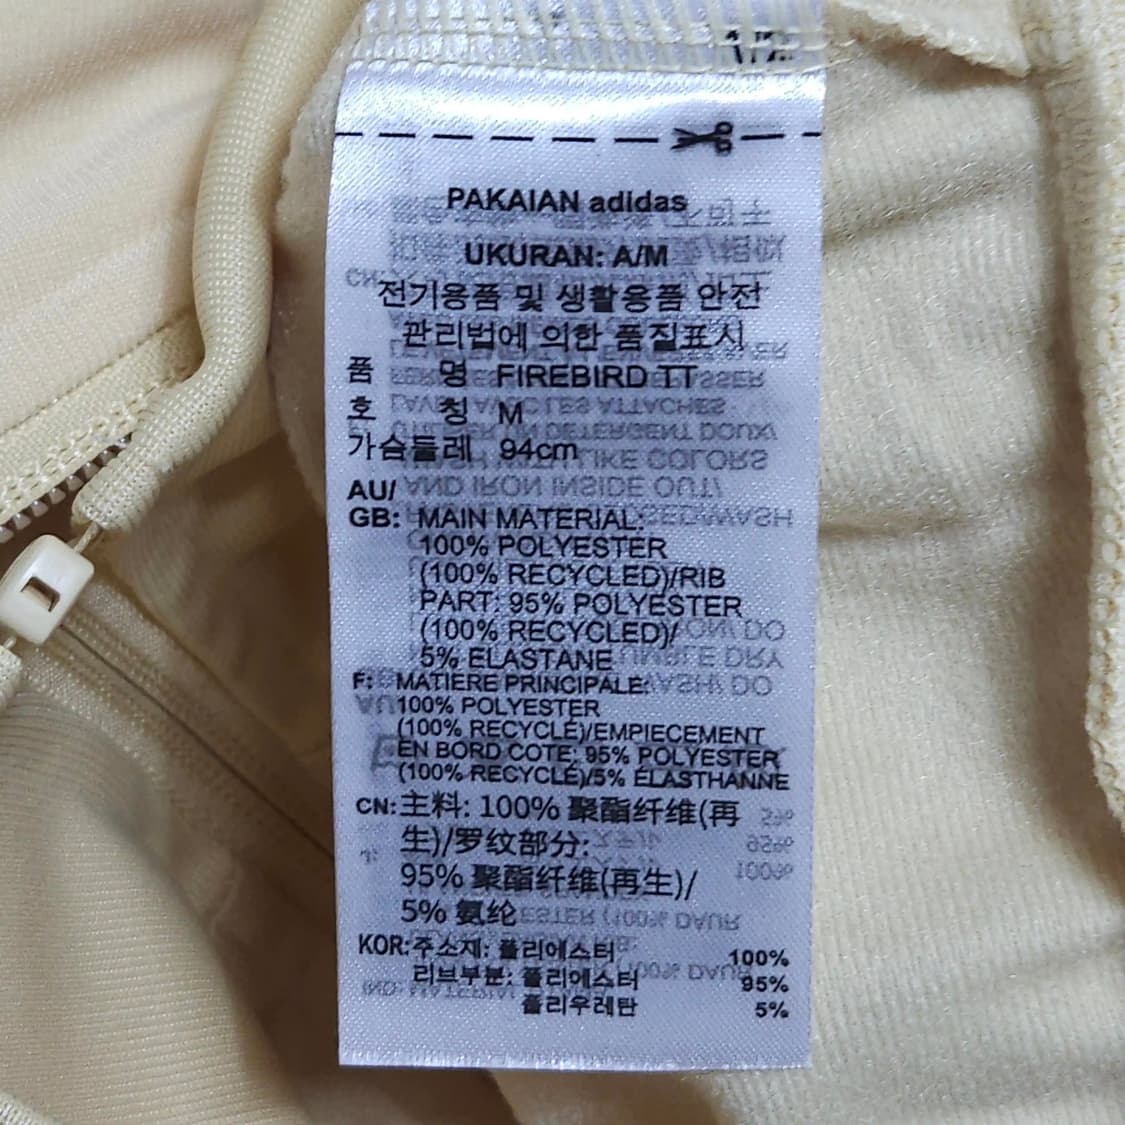 PAKAIAN adidas
UKURAN: A/M
전기용품 및 생활용품 안전
관리법에 의한 품질표시
품 명 FIREBIRD TT
호 칭 M
가슴둘레 94cm
AU/
GB: MAIN MATERIAL:
100% POLYESTER
(100% RECYCLED)/RIB
PART: 95% POLYESTER
(100% RECYCLED)/
5% ELASTANE
F: MATIERE PRINCIPALE:
100% POLYESTER
(100% RECYCLÉ)/EMPIECEMENT
EN BORD COTE: 95% POLYESTER
(100% RECYCLÉ)/5% ÉLASTHANNE
CN: 主料: 100% 聚酯纤维(再
生)/罗纹部分:
95% 聚酯纤维(再生)/
5% 氨纶
KOR: 주소재: 폴리에스터 100%
리브부분: 폴리에스터 95%
폴리우레탄 5%